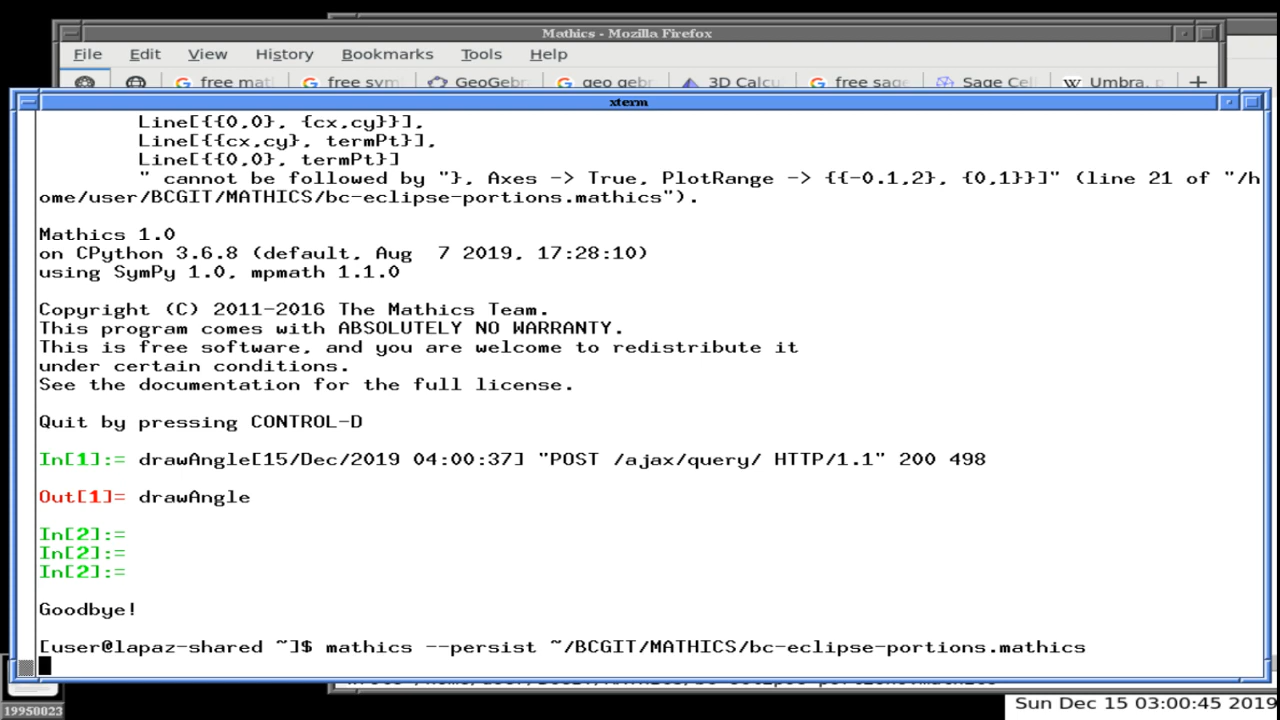 Mathics - Mozilla Firefox
File Edit View History Bookmarks Tools Help
free mat free sym GeoGebr geo gebr 3D Calcu free sage Sage Cel Umbra, p
xterm
Line[{{0,0}, {cx,cy}}],
Line[{{cx,cy}, termPt}],
Line[{{0,0}, termPt}]
" cannot be followed by "}, Axes -> True, PlotRange -> {{-0.1,2}, {0,1}}]" (line 21 of "/h
ome/user/BCGIT/MATHICS/bc-eclipse-portions.mathics").
Mathics 1.0
on CPython 3.6.8 (default, Aug  7 2019, 17:28:10)
using SymPy 1.0, mpmath 1.1.0
Copyright (C) 2011-2016 The Mathics Team.
This program comes with ABSOLUTELY NO WARRANTY.
This is free software, and you are welcome to redistribute it
under certain conditions.
See the documentation for the full license.
Quit by pressing CONTROL-D
In[1]:= drawAngle[15/Dec/2019 04:00:37] "POST /ajax/query/ HTTP/1.1" 200 498
Out[1]= drawAngle
In[2]:=
In[2]:=
In[2]:=
Goodbye!
[user@lapaz-shared ~]$ mathics --persist ~/BCGIT/MATHICS/bc-eclipse-portions.mathics
19950023
Sun Dec 15 03:00:45 2019